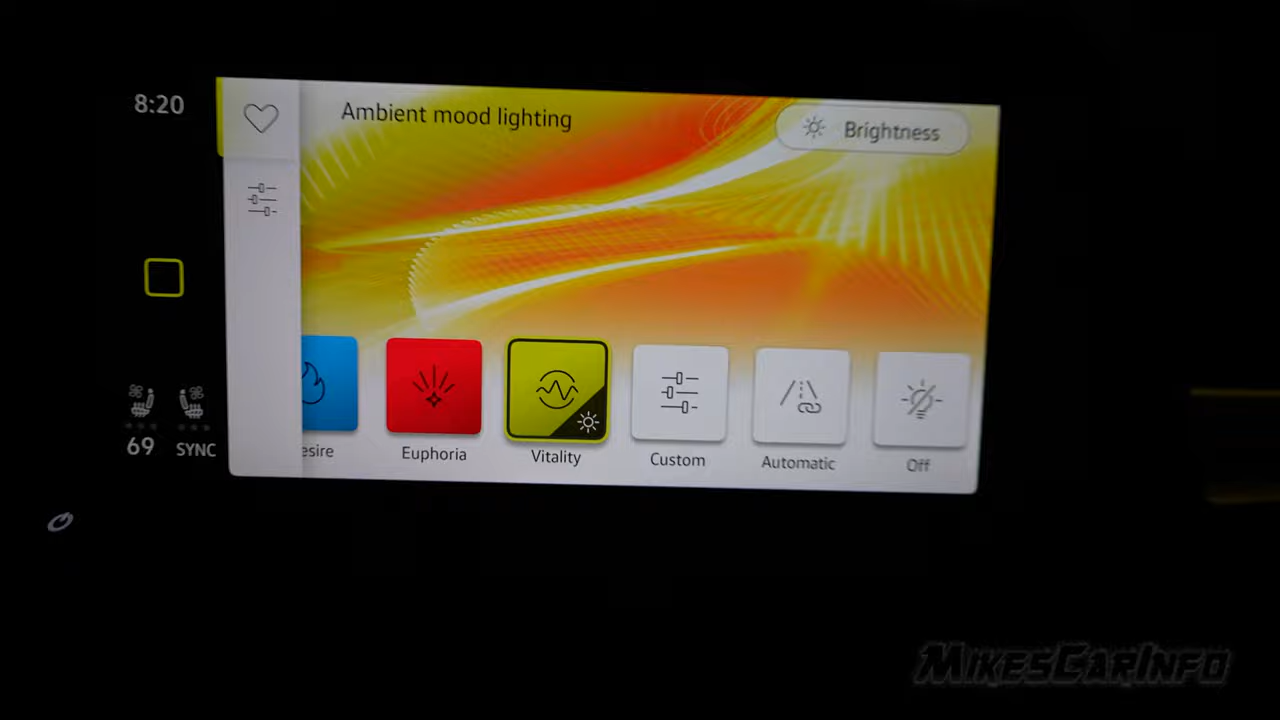 8:20
Ambient mood lighting
Brightness
esire
Euphoria
Vitality
Custom
Automatic
Off
69 SYNC
MIKESCARINFO